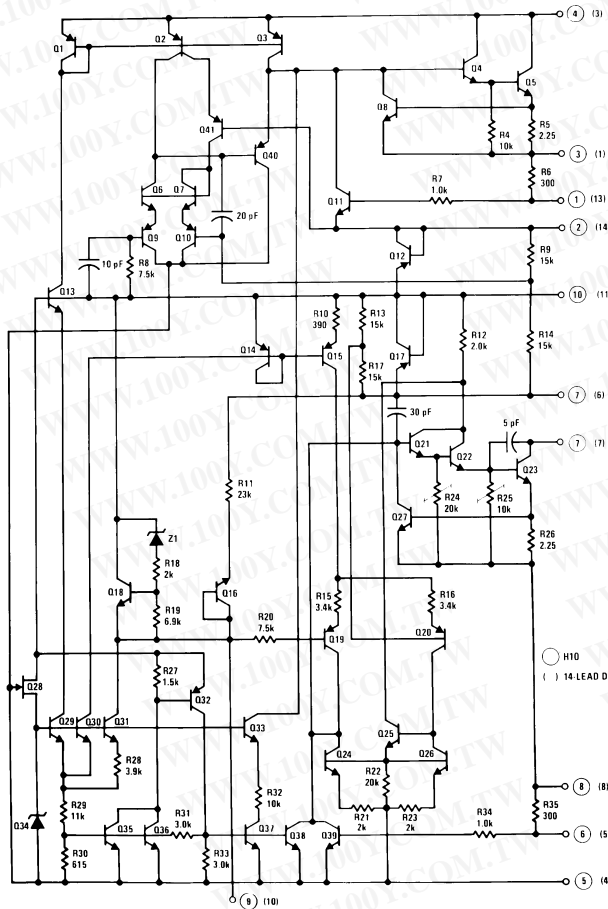 4 (3)
Q1
Q2
Q3
Q4
Q5
Q8
R5
2.25
R4
10k
Q41
3 (1)
Q40
R6
300
R7
1.0k
Q6
Q7
Q11
1 (13)
20 pF
2 (14
Q9
Q10
Q12
R9
15k
10 pF
R8
7.5k
Q13
10 (11
R10
390
R13
15k
R12
2.0k
R14
15k
Q14
Q15
Q17
R17
15k
7 (6)
30 pF
5 pF
Q21
7 (7)
Q22
Q23
R11
23k
R24
20k
R25
10k
Q27
R26
2.25
Z1
R18
2k
Q18
R19
6.9k
Q16
R15
3.4k
R16
3.4k
R20
7.5k
Q19
Q20
H10
( ) 14-LEAD D
R27
1.5k
Q28
Q32
Q29
Q30
Q31
Q33
Q25
Q24
Q26
R28
3.9k
R22
20k
8 (8)
R32
10k
R29
11k
R21
2k
R23
2k
R35
300
Q34
R31
3.0k
R34
1.0k
6 (5
Q35
Q36
Q37
Q38
Q39
R30
615
R33
3.0k
5 (4
9 (10)
WWW.100Y.COM.TW